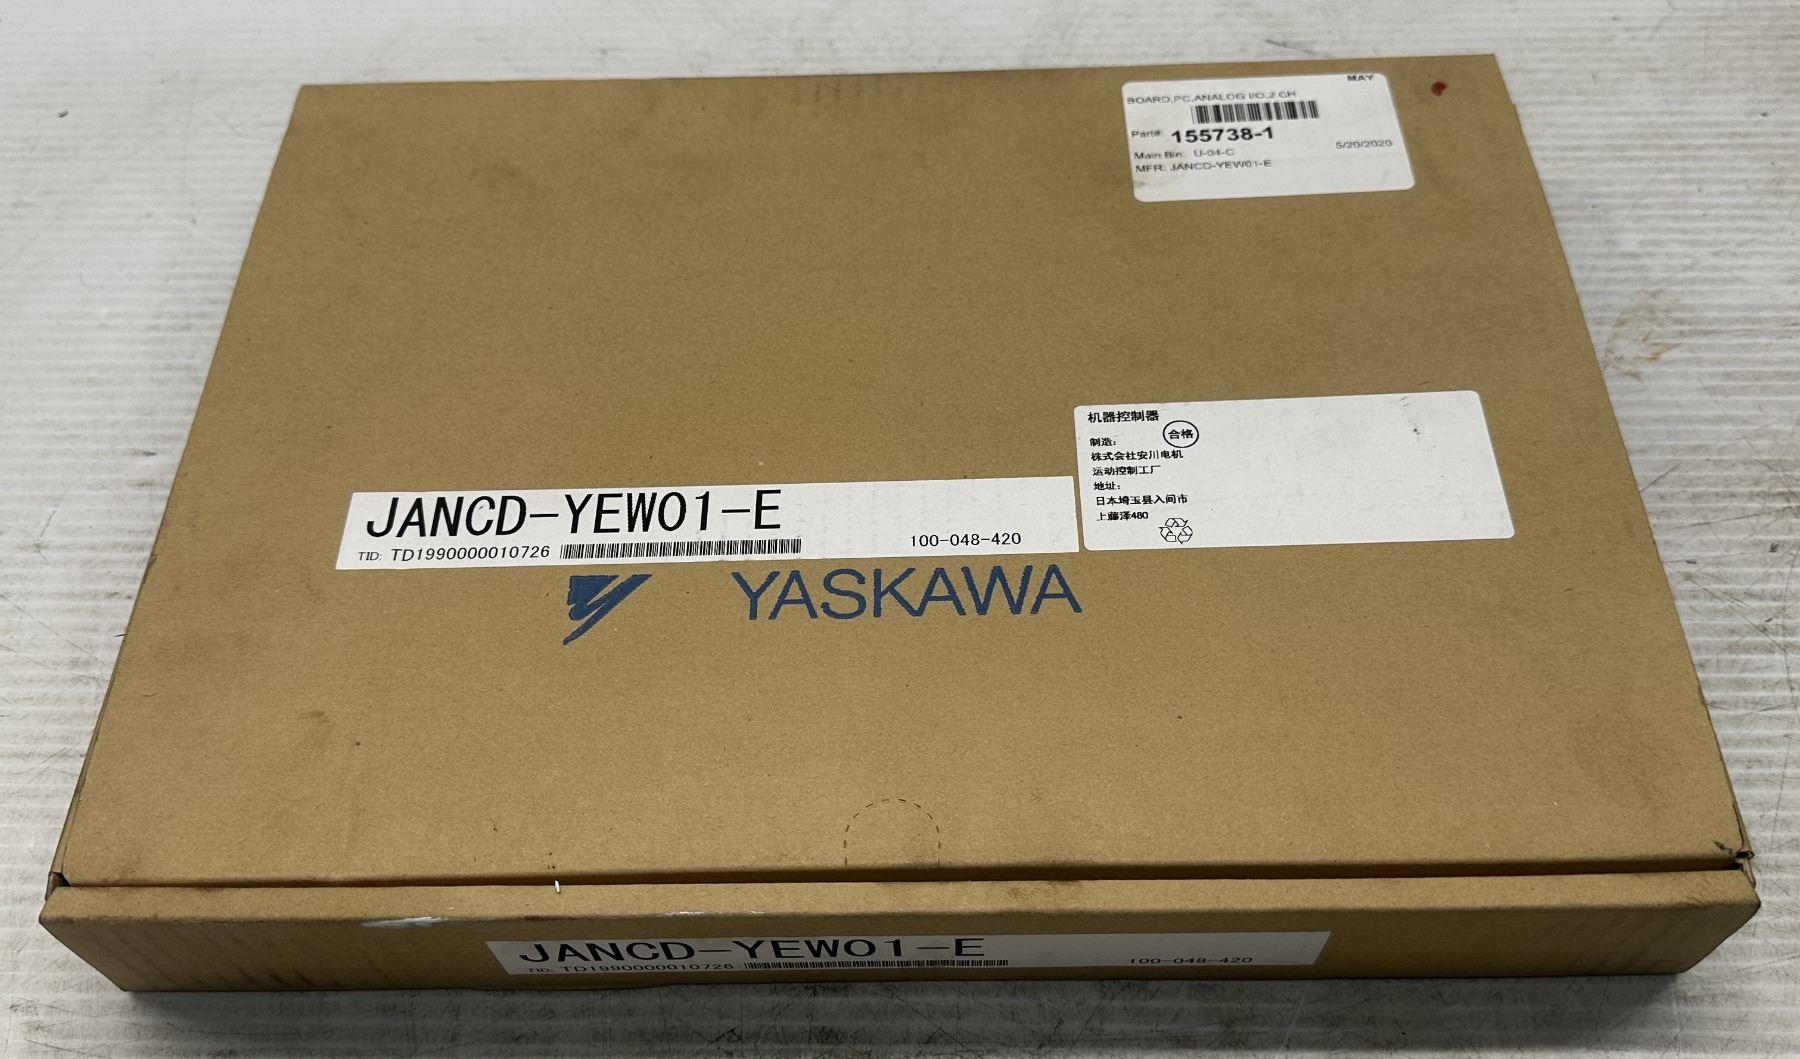 MAY
BOARD,PC,ANALOG I/O,2 CH
Part#: 155738-1
Main Bin: U-04-C 5/20/2020
MFR: JANCD-YEW01-E
机器控制器
制造： 合格
株式会社安川电机
运动控制工厂
地址：
日本埼玉县入间市
上藤泽480
JANCD-YEW01-E
TID: TD1990000010726 100-048-420
YASKAWA
JANCD-YEW01-E
TID: TD1990000010726 100-048-420